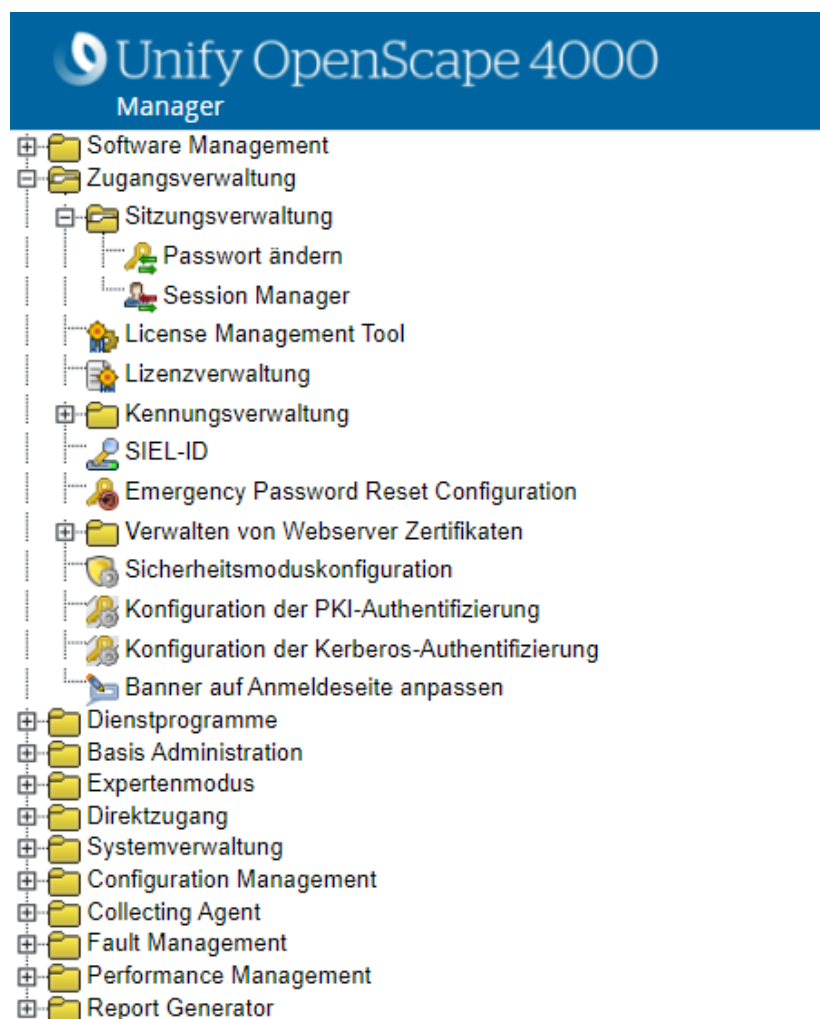 Unify OpenScape 4000
Manager
Software Management
Zugangsverwaltung
Sitzungsverwaltung
Passwort ändern
Session Manager
License Management Tool
Lizenzverwaltung
Kennungsverwaltung
SIEL-ID
Emergency Password Reset Configuration
Verwalten von Webserver Zertifikaten
Sicherheitsmoduskonfiguration
Konfiguration der PKI-Authentifizierung
Konfiguration der Kerberos-Authentifizierung
Banner auf Anmeldeseite anpassen
Dienstprogramme
Basis Administration
Expertenmodus
Direktzugang
Systemverwaltung
Configuration Management
Collecting Agent
Fault Management
Performance Management
Report Generator